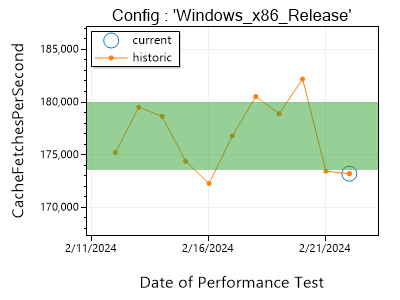 Config : 'Windows_x86_Release'
current
historic
CacheFetchesPerSecond
185,000
180,000
175,000
170,000
2/11/2024
2/16/2024
2/21/2024
Date of Performance Test